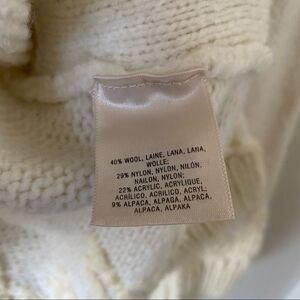 40% WOOL, LAINE, LANA, LANA,
WOLLE;
29% NYLON, NYLON, NILÓN,
NAILON, NYLON;
22% ACRYLIC, ACRYLIQUE,
ACRÍLICO, ACRILICO, ACRYL;
9% ALPACA, ALPAGA, ALPACA,
ALPACA, ALPAKA